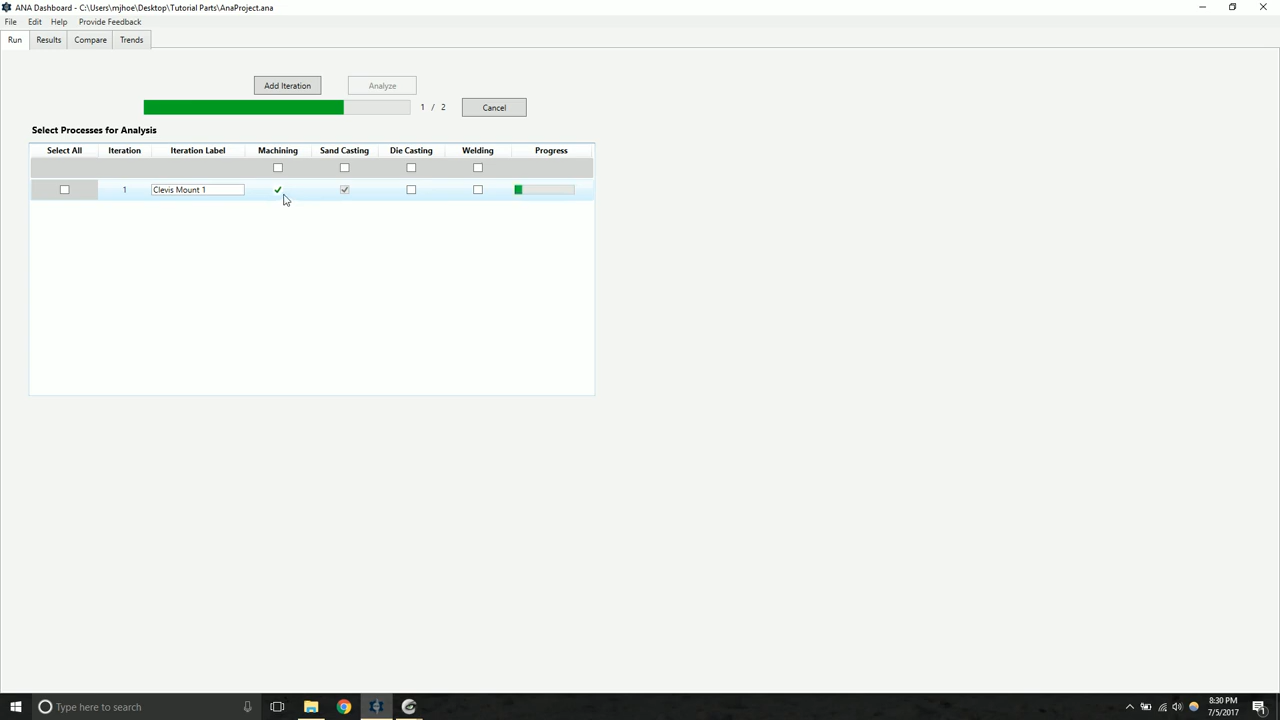 ANA Dashboard - C:\Users\mjhoe\Desktop\Tutorial Parts\AnaProject.ana
File Edit Help Provide Feedback
Run Results Compare Trends
Add Iteration Analyze
1 / 2 Cancel
Select Processes for Analysis
Select All Iteration Iteration Label Machining Sand Casting Die Casting Welding Progress
1 Clevis Mount 1
Type here to search
8:30 PM
7/5/2017
1